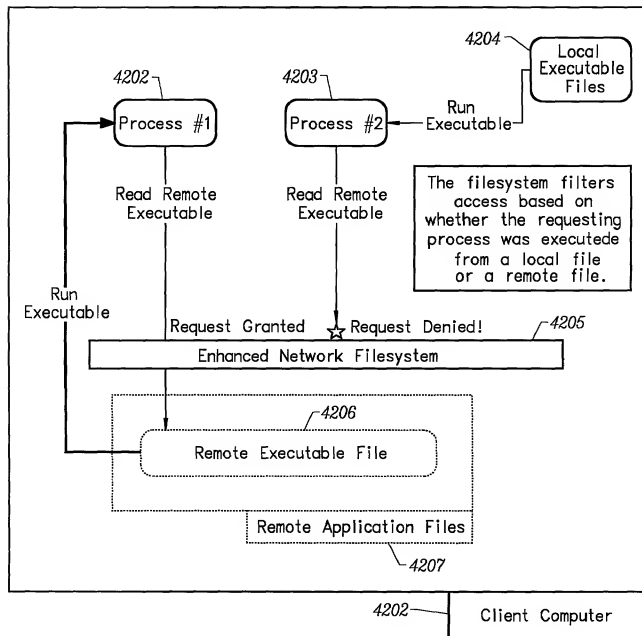 4204
Local
Executable
Files
4202
4203
Process #1
Process #2
Run
Executable
Read Remote
Executable
Read Remote
Executable
The filesystem filters
access based on
whether the requesting
process was executede
from a local file
or a remote file.
Run
Executable
Request Granted
Request Denied!
4205
Enhanced Network Filesystem
4206
Remote Executable File
Remote Application Files
4207
4202
Client Computer